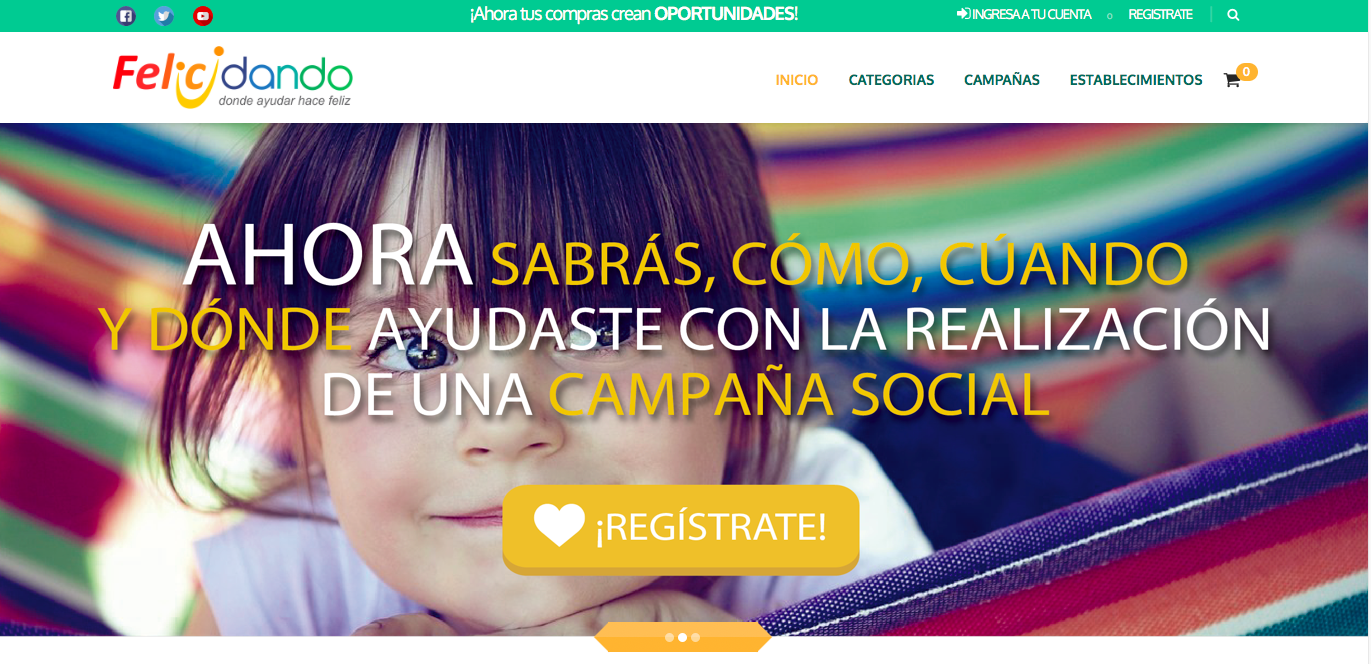 ¡Ahora tus compras crean OPORTUNIDADES!
INGRESA A TU CUENTA o REGISTRATE
Felicidando
donde ayudar hace feliz
INICIO CATEGORIAS CAMPAÑAS ESTABLECIMIENTOS 0
AHORA SABRÁS, CÓMO, CÚANDO
Y DÓNDE AYUDASTE CON LA REALIZACIÓN
DE UNA CAMPAÑA SOCIAL
¡REGÍSTRATE!